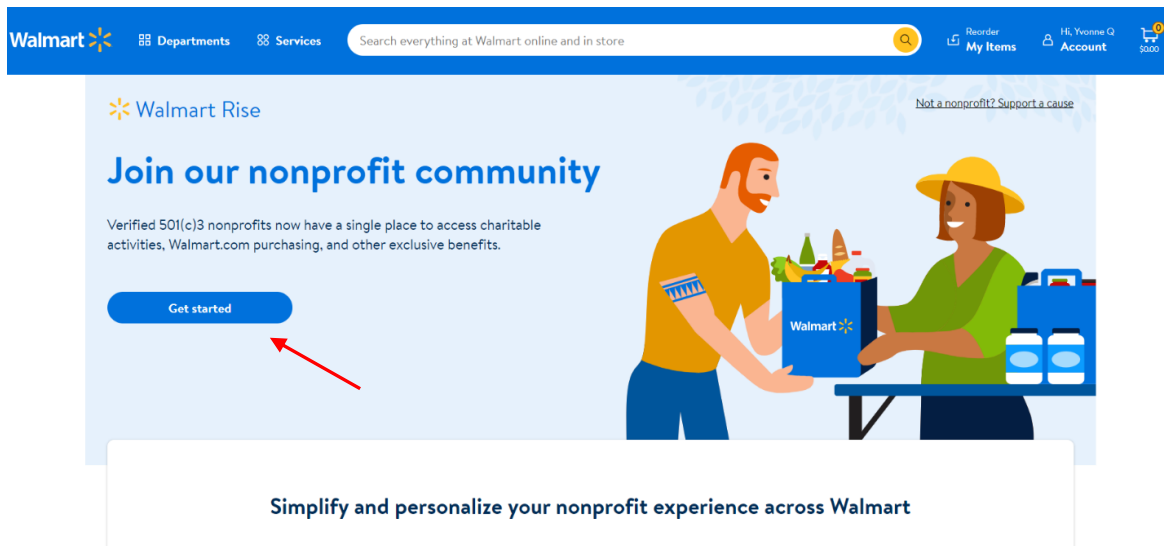 Walmart
Departments
Services
Search everything at Walmart online and in store
Reorder
My Items
Hi, Yvonne Q
Account
0
$0.00
Walmart Rise
Not a nonprofit? Support a cause
Join our nonprofit community
Verified 501(c)3 nonprofits now have a single place to access charitable
activities, Walmart.com purchasing, and other exclusive benefits.
Get started
Walmart
Simplify and personalize your nonprofit experience across Walmart